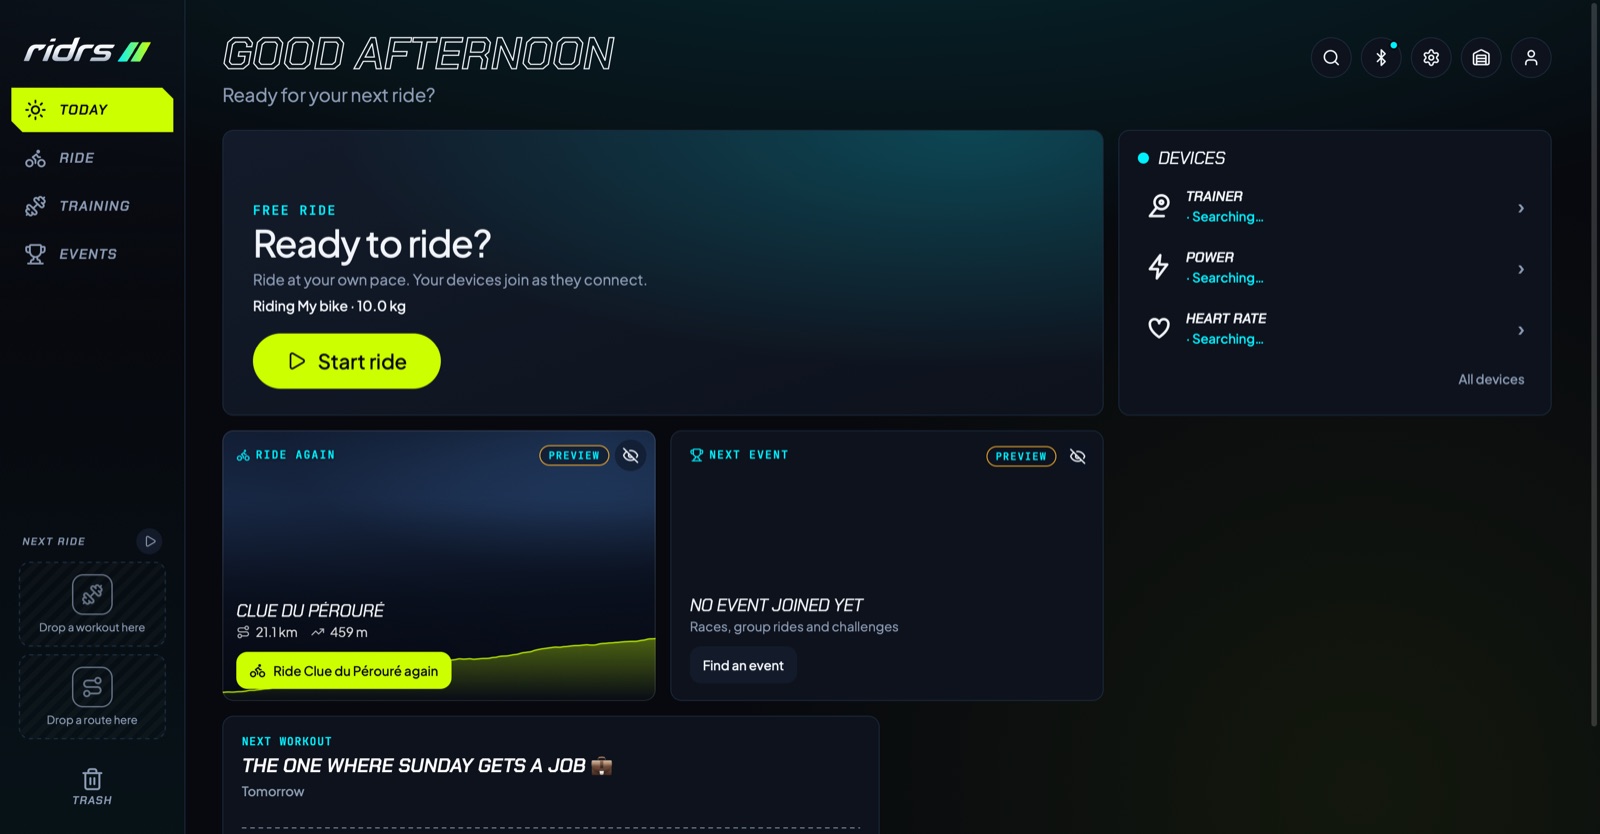 ridrs
TODAY
RIDE
TRAINING
EVENTS
NEXT RIDE
Drop a workout here
Drop a route here
TRASH
GOOD AFTERNOON
Ready for your next ride?
FREE RIDE
Ready to ride?
Ride at your own pace. Your devices join as they connect.
Riding My bike · 10.0 kg
Start ride
DEVICES
TRAINER
· Searching...
POWER
· Searching...
HEART RATE
· Searching...
All devices
RIDE AGAIN
PREVIEW
CLUE DU PÉROURÉ
21.1 km 459 m
Ride Clue du Pérouré again
NEXT EVENT
PREVIEW
NO EVENT JOINED YET
Races, group rides and challenges
Find an event
NEXT WORKOUT
THE ONE WHERE SUNDAY GETS A JOB 💼
Tomorrow